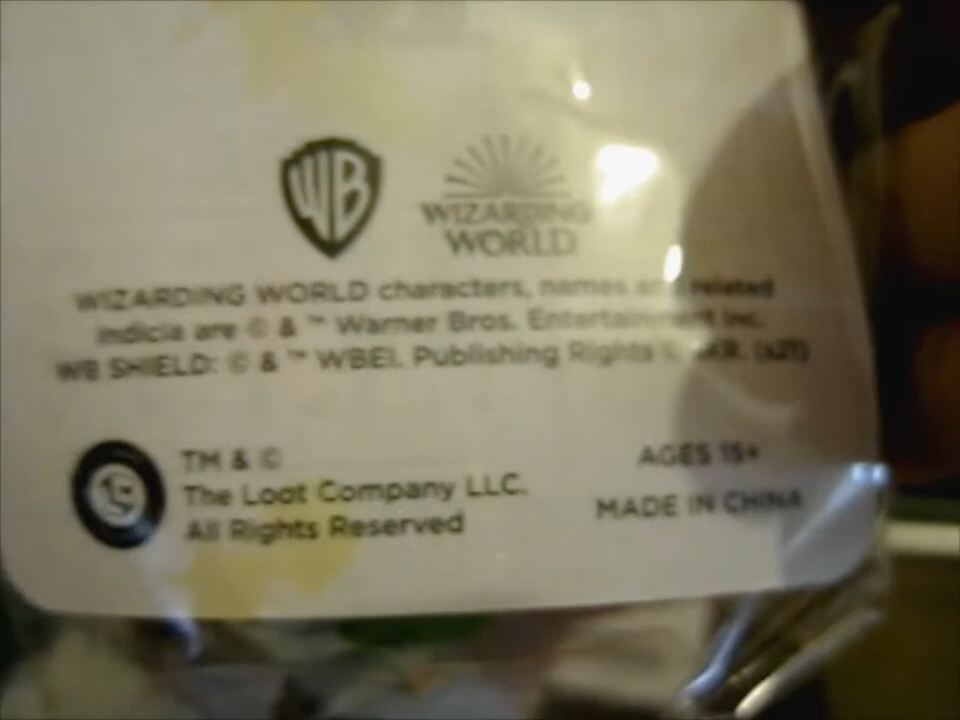 WB
WIZARDING
WORLD
WIZARDING WORLD characters, names and related
indicia are © & ™ Warner Bros. Entertainment Inc.
WB SHIELD: © & ™ WBEI. Publishing Rights © JKR. (s21)
TM & ©
The Loot Company LLC.
All Rights Reserved
AGES 15+
MADE IN CHINA